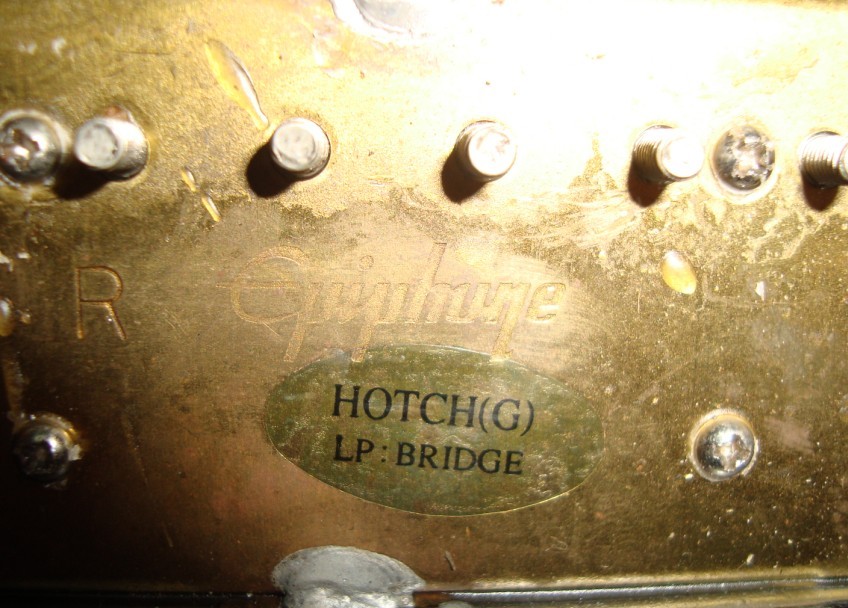 R
Epiphone
HOTCH(G)
LP: BRIDGE